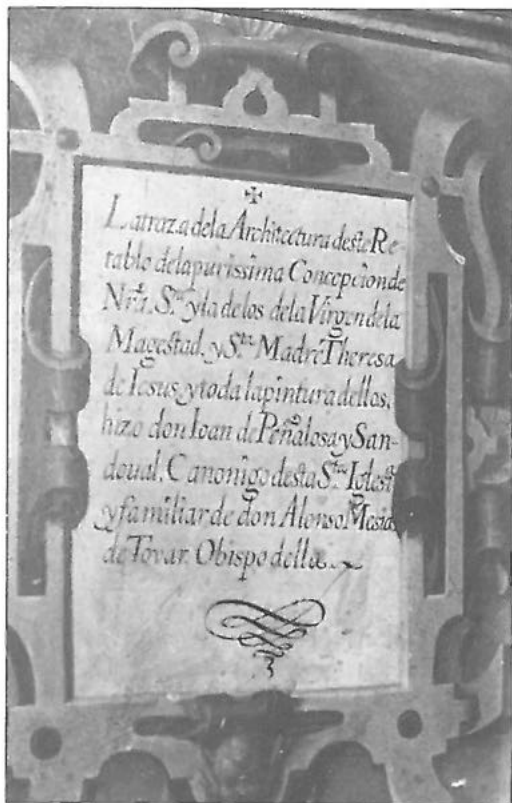 ✠
La traza dela Architectura deste Re-
tablo dela purissima Concepcion de
Nra. Sra. y la delos dela Virgen dela
Magestad. y Sta. Madre Theresa
de Iesus, y toda la pintura dellos.
hizo don Ioan de Peñalosa y San-
doual. Canonigo desta Sta. Iglesia
y familiar de don Alonso Mesia
de Tovar. Obispo della